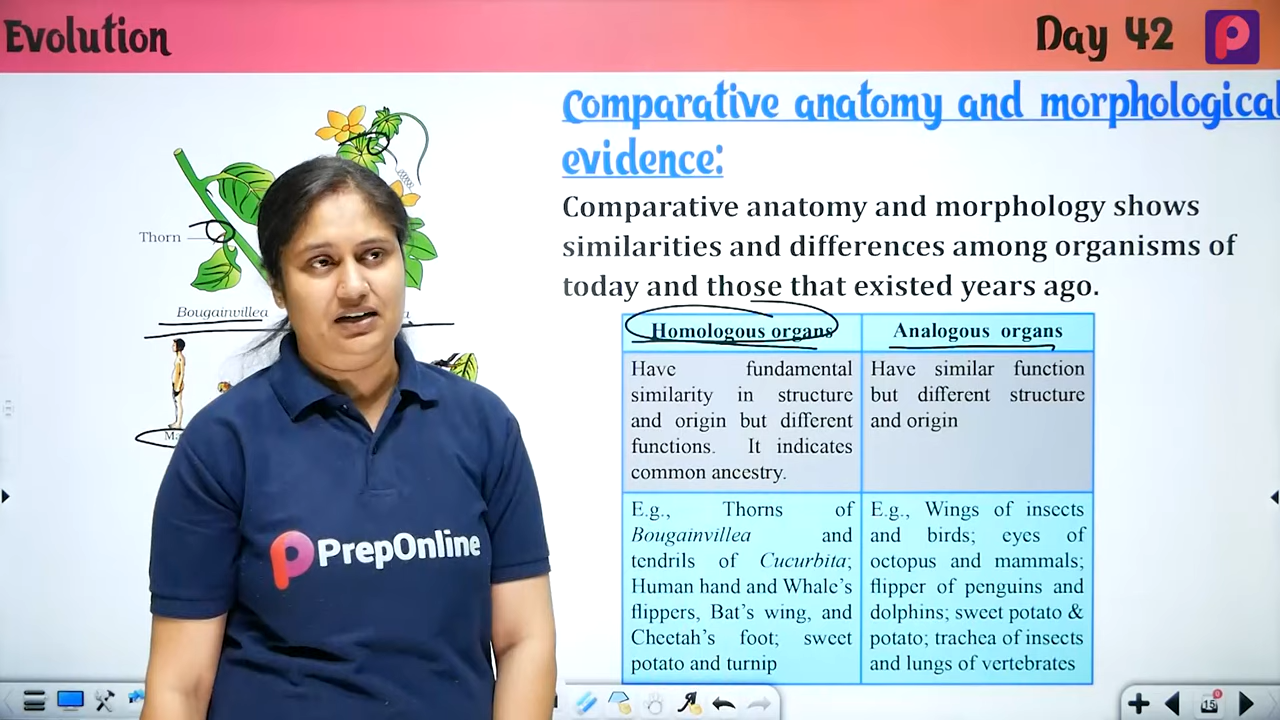 Evolution
Day 42
Comparative anatomy and morphological
evidence:
Comparative anatomy and morphology shows
similarities and differences among organisms of
today and those that existed years ago.
Thorn
Bougainvillea
Homologous organs
Analogous organs
Have fundamental
similarity in structure
and origin but different
functions. It indicates
common ancestry.
Have similar function
but different structure
and origin
E.g., Thorns of
Bougainvillea and
tendrils of Cucurbita;
Human hand and Whale's
flippers, Bat's wing, and
Cheetah's foot; sweet
potato and turnip
E.g., Wings of insects
and birds; eyes of
octopus and mammals;
flipper of penguins and
dolphins; sweet potato &
potato; trachea of insects
and lungs of vertebrates
PrepOnline
15